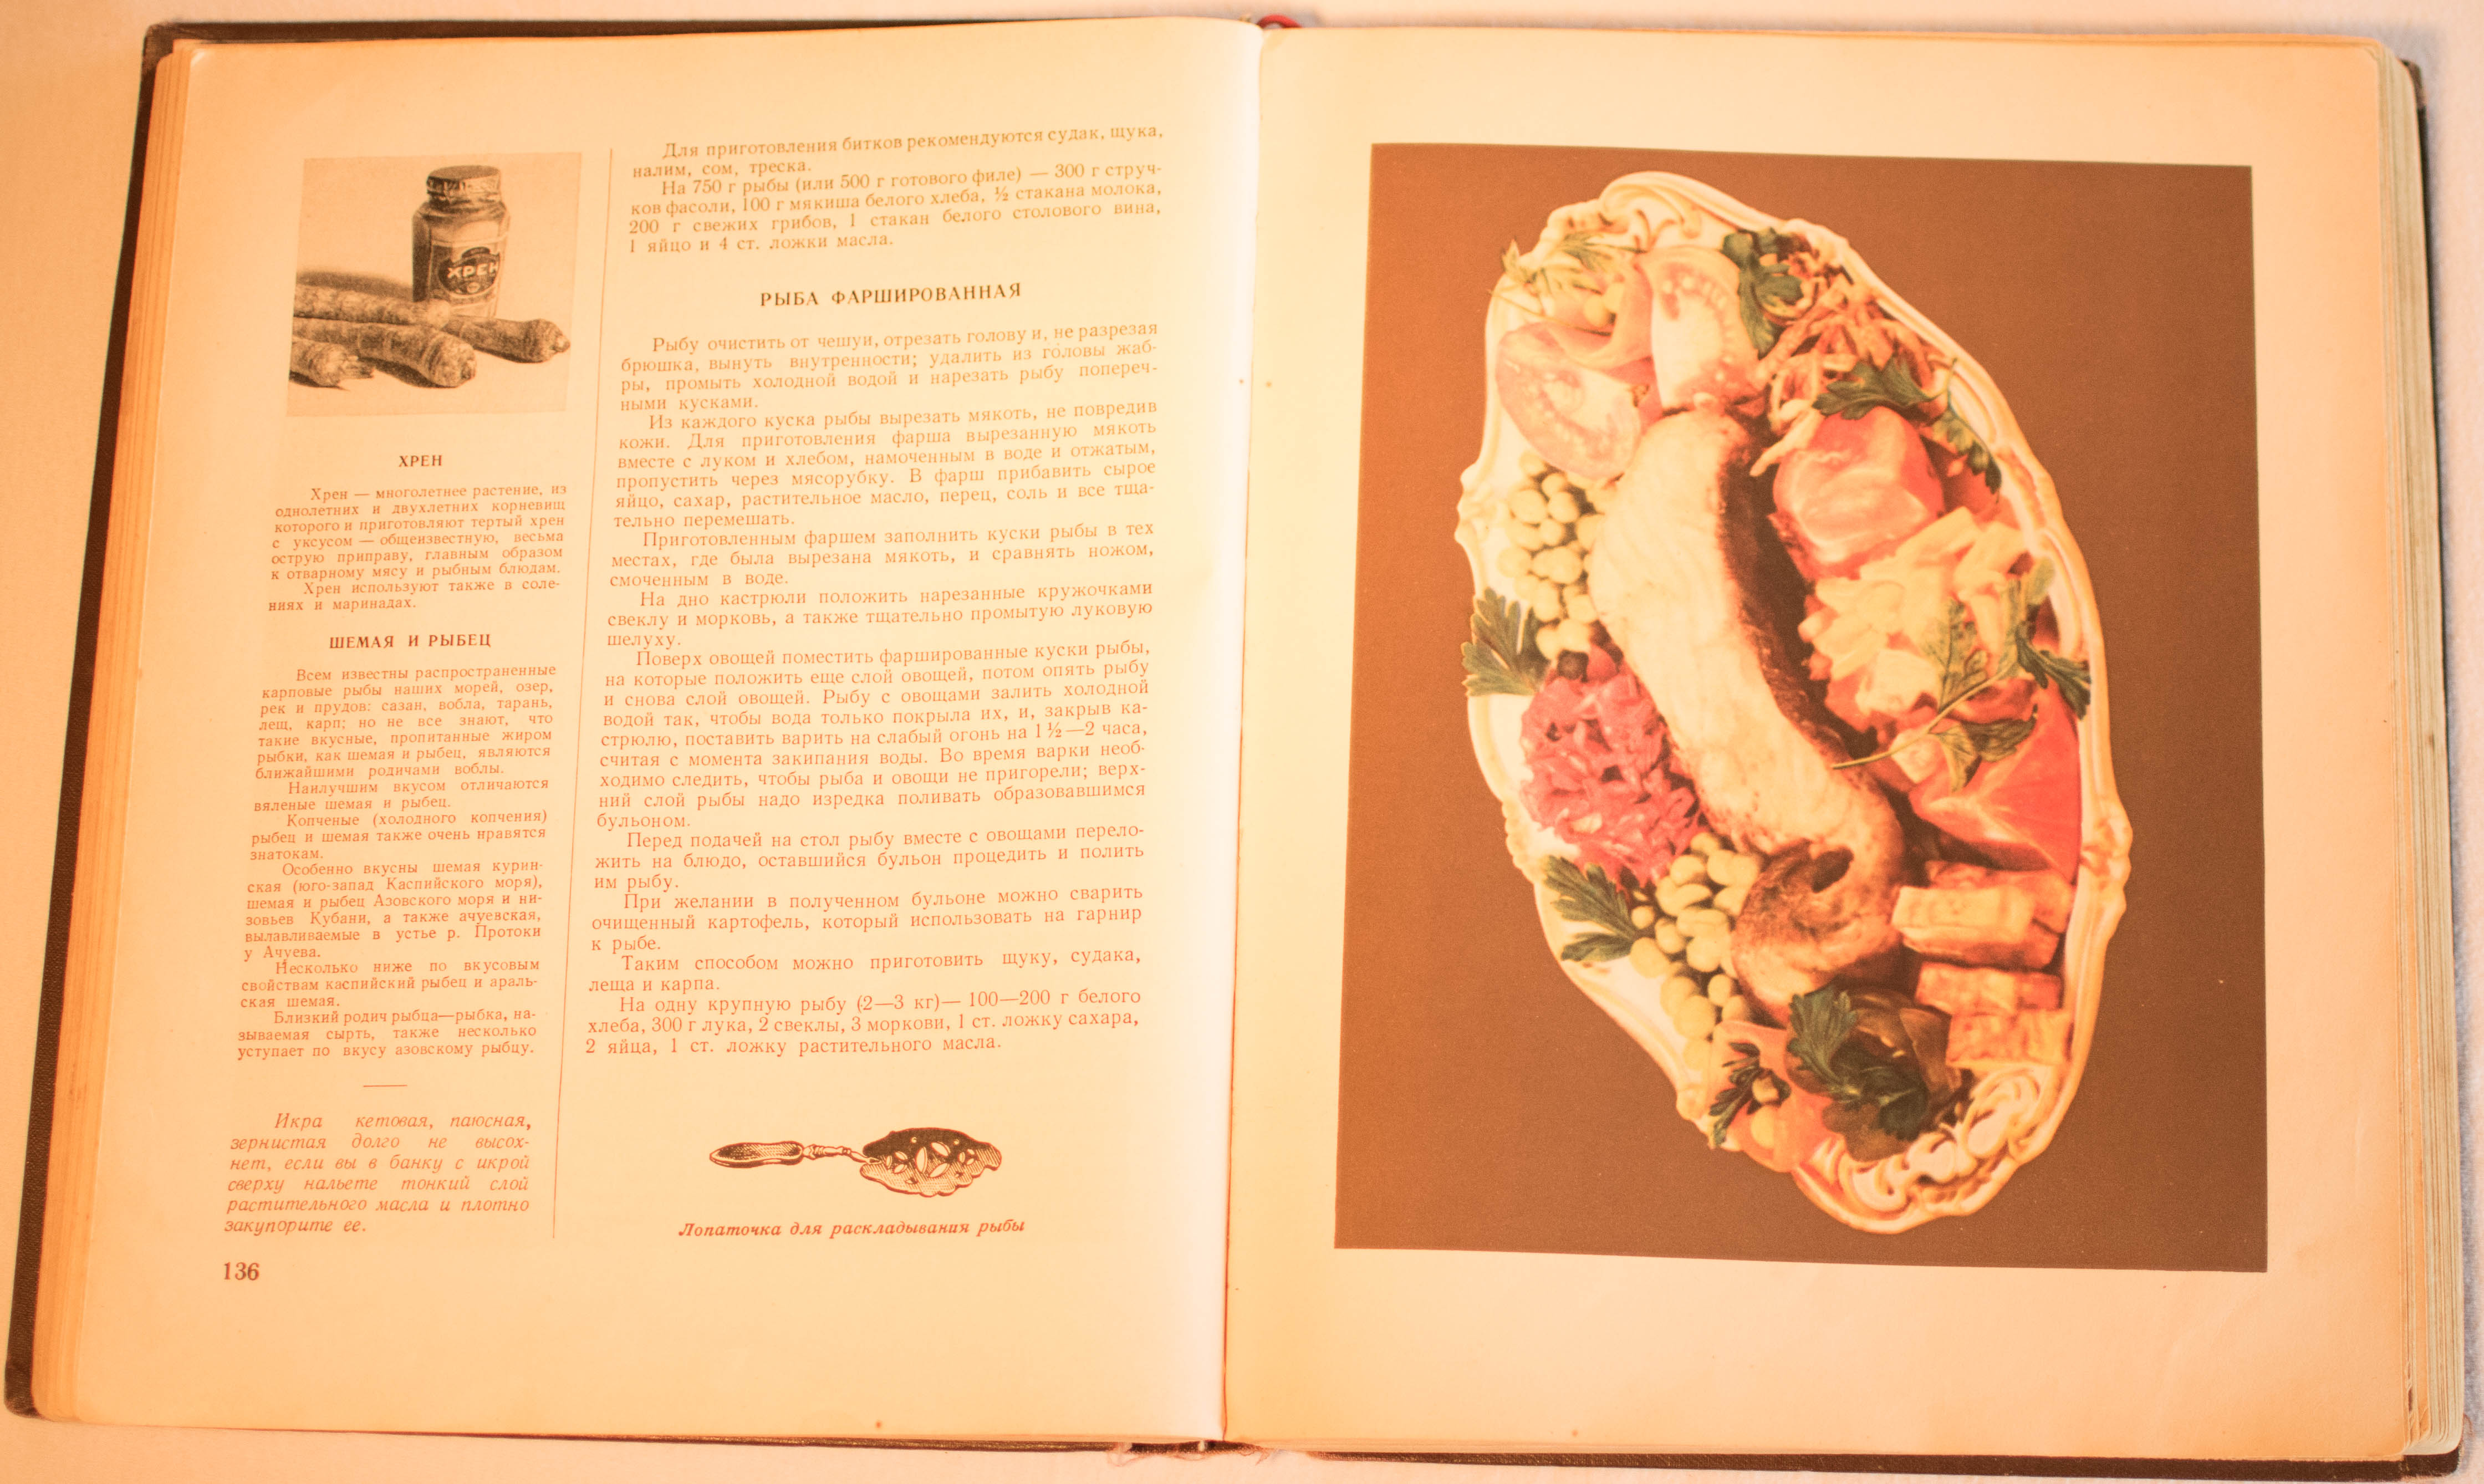 ХРЕН
ХРЕН
Хрен — многолетнее растение, из
однолетних и двухлетних корневищ
которого и приготовляют тертый хрен
с уксусом — общеизвестную, весьма
острую приправу, главным образом
к отварному мясу и рыбным блюдам.
Хрен используют также в соле-
ниях и маринадах.
ШЕМАЯ И РЫБЕЦ
Всем известны распространенные
карповые рыбы наших морей, озер,
рек и прудов: сазан, вобла, тарань,
лещ, карп; но не все знают, что
такие вкусные, пропитанные жиром
рыбки, как шемая и рыбец, являются
ближайшими родичами воблы.
Наилучшим вкусом отличаются
вяленые шемая и рыбец.
Копченые (холодного копчения)
рыбец и шемая также очень нравятся
знатокам.
Особенно вкусны шемая курин-
ская (юго-запад Каспийского моря),
шемая и рыбец Азовского моря и ни-
зовьев Кубани, а также ачуевская,
вылавливаемые в устье р. Протоки
у Ачуева.
Несколько ниже по вкусовым
свойствам каспийский рыбец и араль-
ская шемая.
Близкий родич рыбца—рыбка, на-
зываемая сырть, также несколько
уступает по вкусу азовскому рыбцу.
Икра кетовая, паюсная,
зернистая долго не высох-
нет, если вы в банку с икрой
сверху нальете тонкий слой
растительного масла и плотно
закупорите ее.
136
Для приготовления битков рекомендуются судак, щука,
налим, сом, треска.
На 750 г рыбы (или 500 г готового филе) — 300 г струч-
ков фасоли, 100 г мякиша белого хлеба, ½ стакана молока,
200 г свежих грибов, 1 стакан белого столового вина,
1 яйцо и 4 ст. ложки масла.
РЫБА ФАРШИРОВАННАЯ
Рыбу очистить от чешуи, отрезать голову и, не разрезая
брюшка, вынуть внутренности; удалить из головы жаб-
ры, промыть холодной водой и нарезать рыбу попереч-
ными кусками.
Из каждого куска рыбы вырезать мякоть, не повредив
кожи. Для приготовления фарша вырезанную мякоть
вместе с луком и хлебом, намоченным в воде и отжатым,
пропустить через мясорубку. В фарш прибавить сырое
яйцо, сахар, растительное масло, перец, соль и все тща-
тельно перемешать.
Приготовленным фаршем заполнить куски рыбы в тех
местах, где была вырезана мякоть, и сравнять ножом,
смоченным в воде.
На дно кастрюли положить нарезанные кружочками
свеклу и морковь, а также тщательно промытую луковую
шелуху.
Поверх овощей поместить фаршированные куски рыбы,
на которые положить еще слой овощей, потом опять рыбу
и снова слой овощей. Рыбу с овощами залить холодной
водой так, чтобы вода только покрыла их, и, закрыв ка-
стрюлю, поставить варить на слабый огонь на 1 ½—2 часа,
считая с момента закипания воды. Во время варки необ-
ходимо следить, чтобы рыба и овощи не пригорели; верх-
ний слой рыбы надо изредка поливать образовавшимся
бульоном.
Перед подачей на стол рыбу вместе с овощами перело-
жить на блюдо, оставшийся бульон процедить и полить
им рыбу.
При желании в полученном бульоне можно сварить
очищенный картофель, который использовать на гарнир
к рыбе.
Таким способом можно приготовить щуку, судака,
леща и карпа.
На одну крупную рыбу (2—3 кг)— 100—200 г белого
хлеба, 300 г лука, 2 свеклы, 3 моркови, 1 ст. ложку сахара,
2 яйца, 1 ст. ложку растительного масла.
Лопаточка для раскладывания рыбы